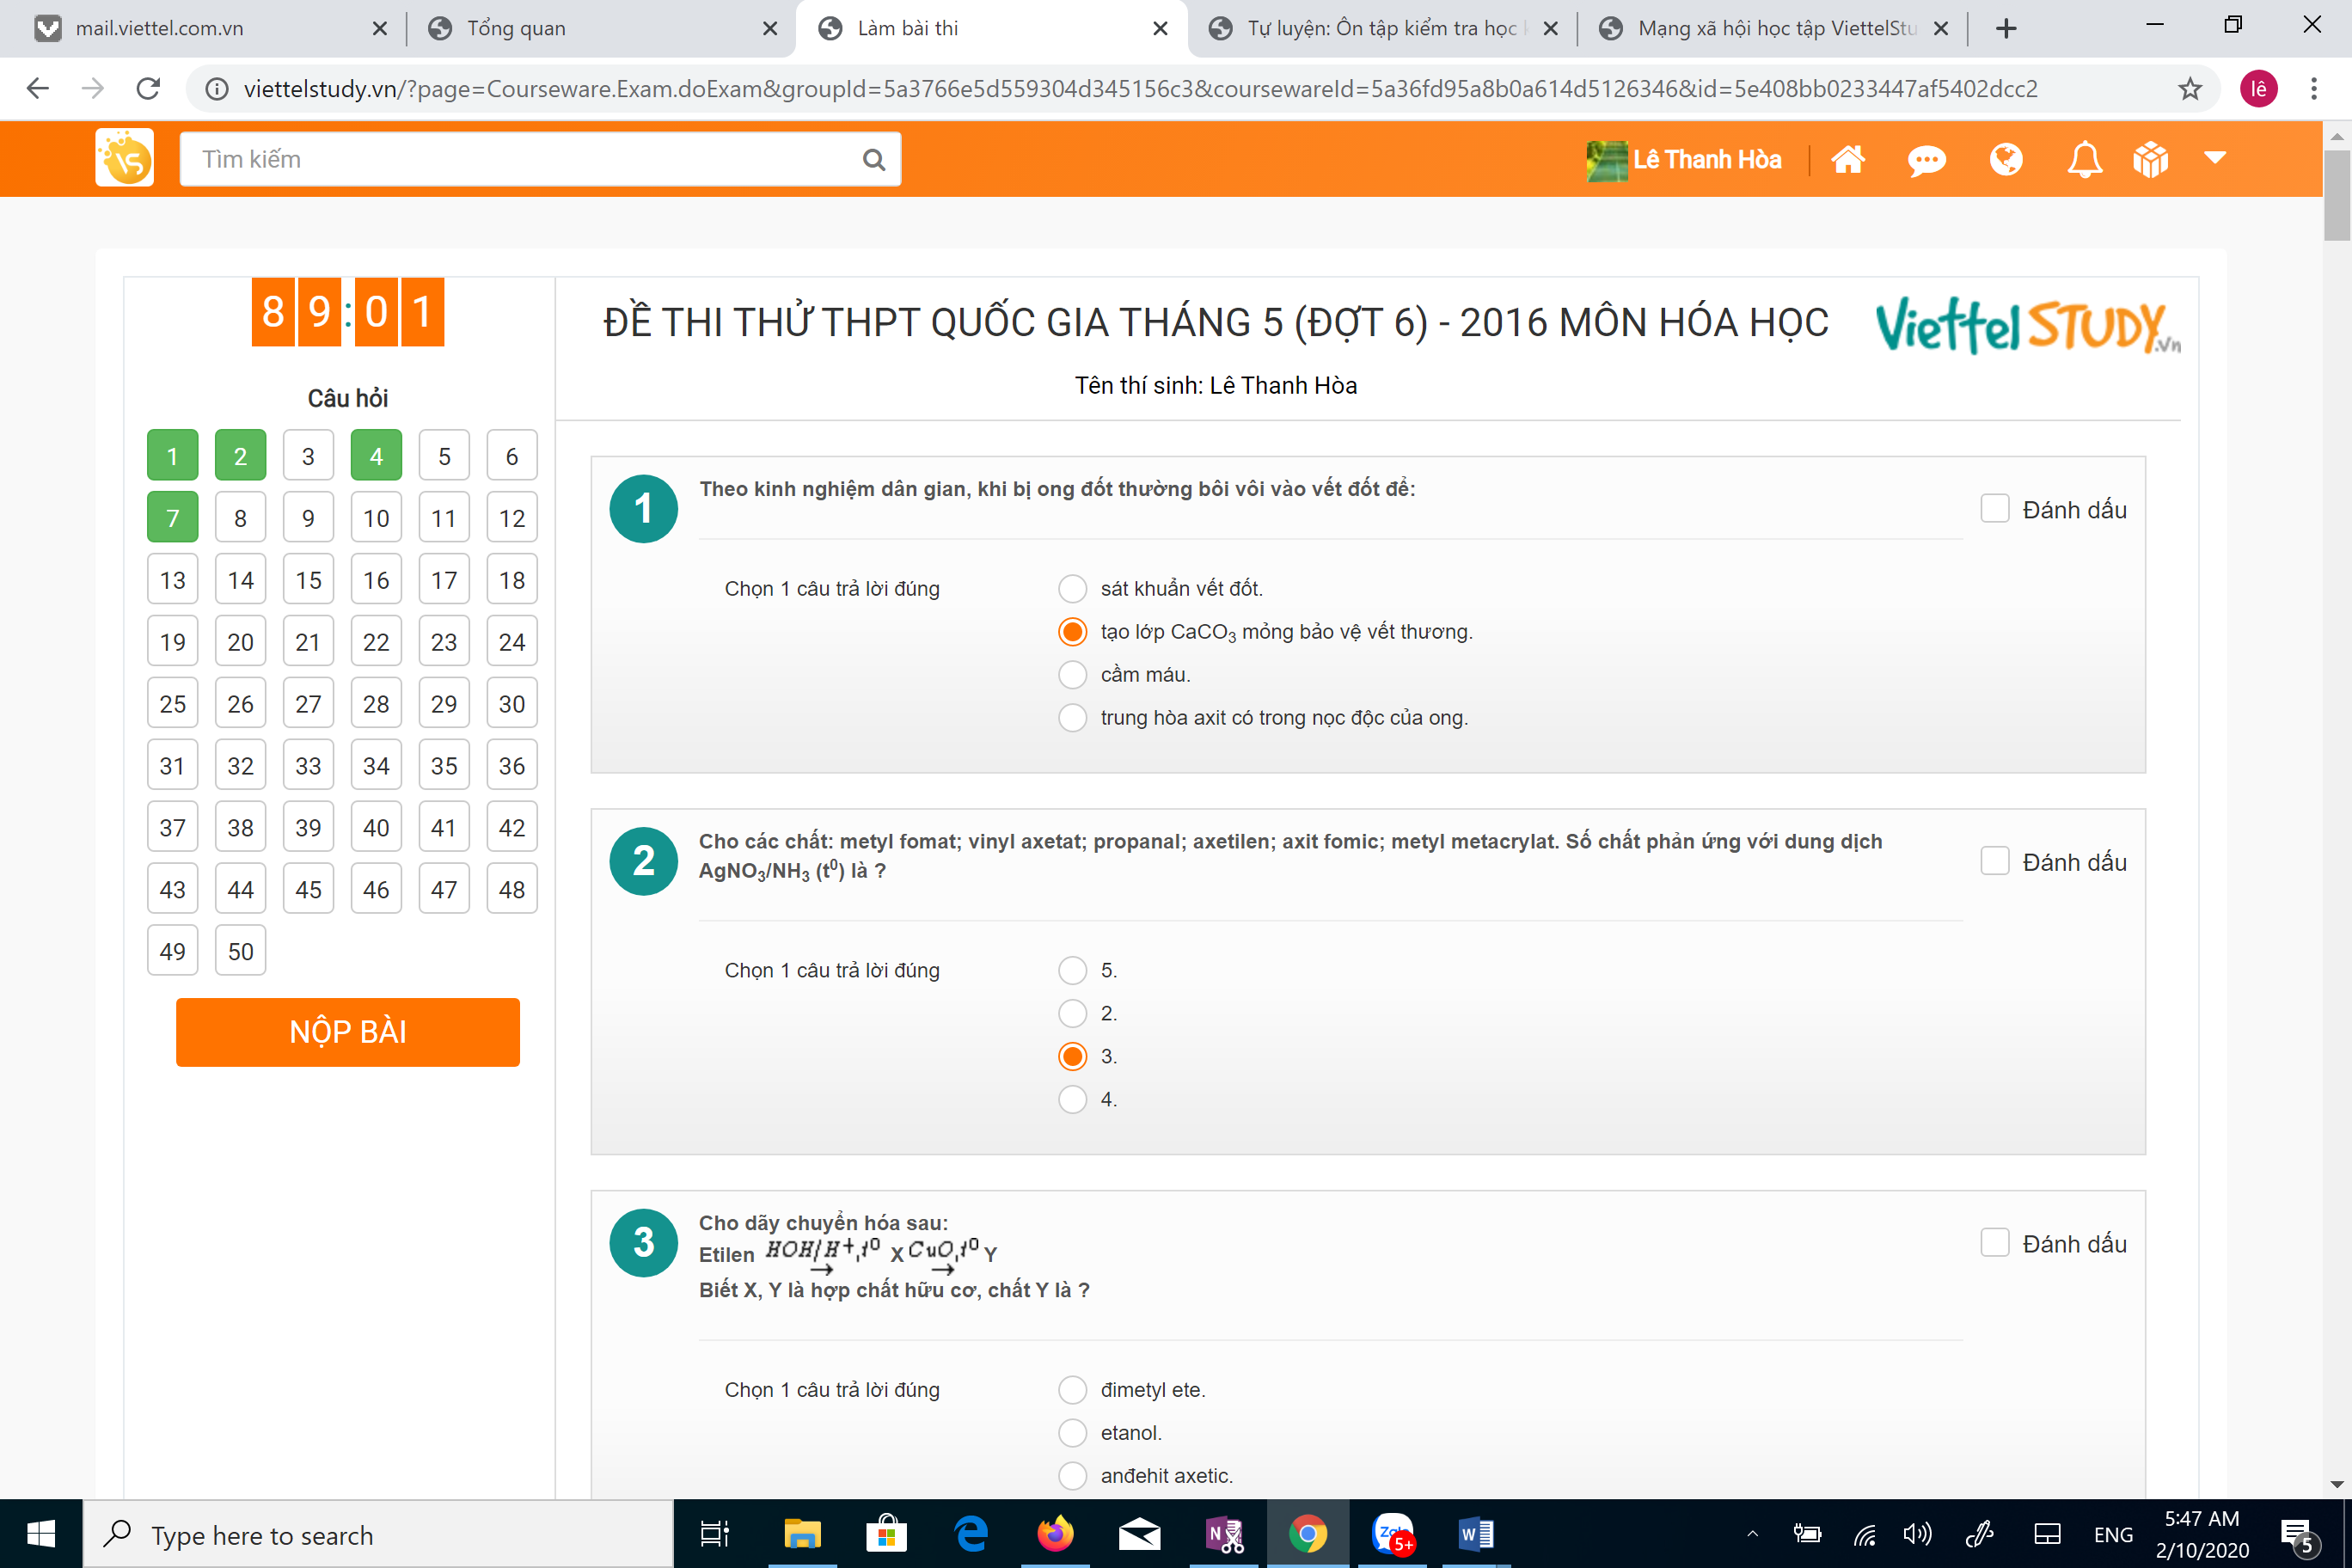 mail.viettel.com.vn
Tổng quan
Làm bài thi
Tự luyện: Ôn tập kiểm tra học
Mạng xã hội học tập ViettelStu
viettelstudy.vn/?page=Courseware.Exam.doExam&groupId=5a3766e5d559304d345156c3&coursewareId=5a36fd95a8b0a614d5126346&id=5e408bb0233447af5402dcc2
lê
Tìm kiếm
Lê Thanh Hòa
89:01
Câu hỏi
1 2 3 4 5 6
7 8 9 10 11 12
13 14 15 16 17 18
19 20 21 22 23 24
25 26 27 28 29 30
31 32 33 34 35 36
37 38 39 40 41 42
43 44 45 46 47 48
49 50
NỘP BÀI
ĐỀ THI THỬ THPT QUỐC GIA THÁNG 5 (ĐỢT 6) - 2016 MÔN HÓA HỌC
ViettelSTUDY.vn
Tên thí sinh: Lê Thanh Hòa
1
Theo kinh nghiệm dân gian, khi bị ong đốt thường bôi vôi vào vết đốt để:
Đánh dấu
Chọn 1 câu trả lời đúng
sát khuẩn vết đốt.
tạo lớp CaCO3 mỏng bảo vệ vết thương.
cầm máu.
trung hòa axit có trong nọc độc của ong.
2
Cho các chất: metyl fomat; vinyl axetat; propanal; axetilen; axit fomic; metyl metacrylat. Số chất phản ứng với dung dịch
AgNO3/NH3 (t0) là ?
Đánh dấu
Chọn 1 câu trả lời đúng
5.
2.
3.
4.
3
Cho dãy chuyển hóa sau:
Etilen HOH/H+,t0 → X CuO,t0 → Y
Biết X, Y là hợp chất hữu cơ, chất Y là ?
Đánh dấu
Chọn 1 câu trả lời đúng
đimetyl ete.
etanol.
anđehit axetic.
Type here to search
5+
ENG
5:47 AM
2/10/2020
5